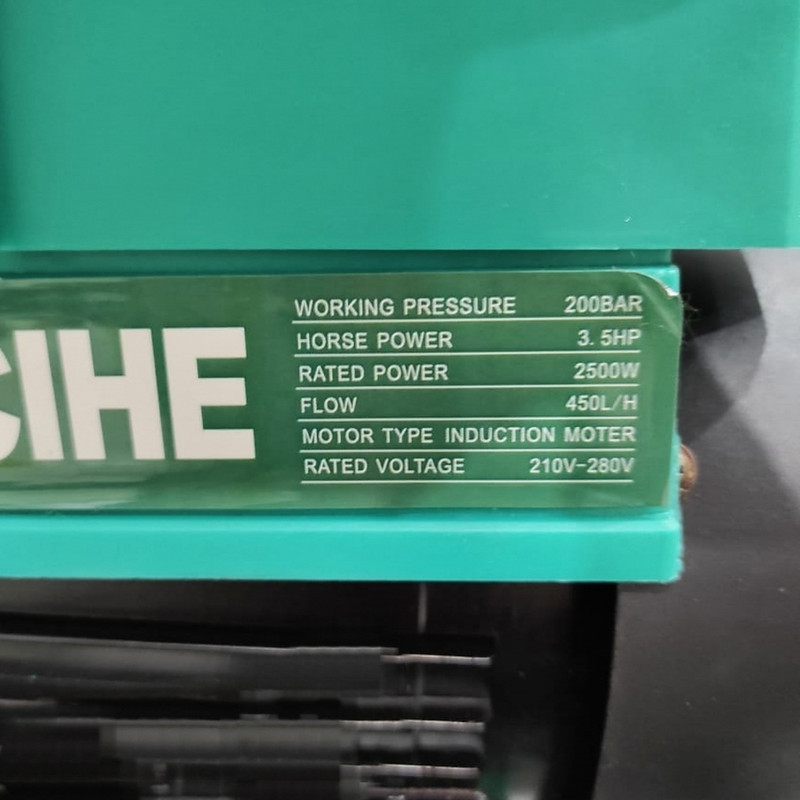 CIHE
WORKING PRESSURE 200BAR
HORSE POWER 3.5HP
RATED POWER 2500W
FLOW 450L/H
MOTOR TYPE INDUCTION MOTER
RATED VOLTAGE 210V-280V